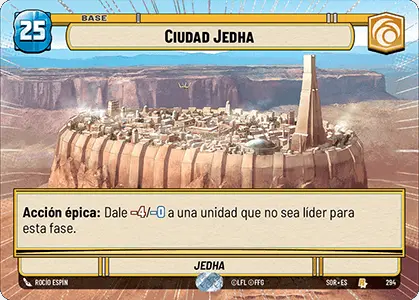 25
BASE
CIUDAD JEDHA
Acción épica: Dale -4/-0 a una unidad que no sea líder para
esta fase.
JEDHA
ROCÍO ESPÍN
©LFL ©FFG
SOR•ES
294